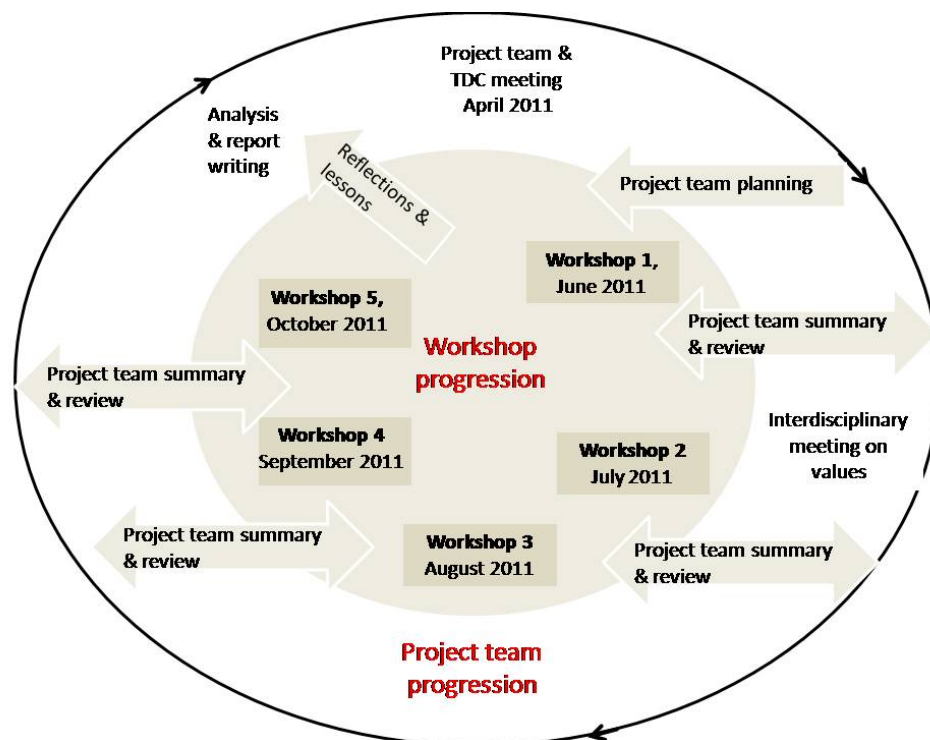 Project team &
TDC meeting
April 2011
Analysis
& report
writing
Reflections &
lessons
Project team planning
Workshop 1,
June 2011
Project team summary
& review
Interdisciplinary
meeting on
values
Workshop 2
July 2011
Project team summary
& review
Workshop 3
August 2011
Project team summary
& review
Workshop 4
September 2011
Project team summary
& review
Workshop 5,
October 2011
Workshop
progression
Project team
progression